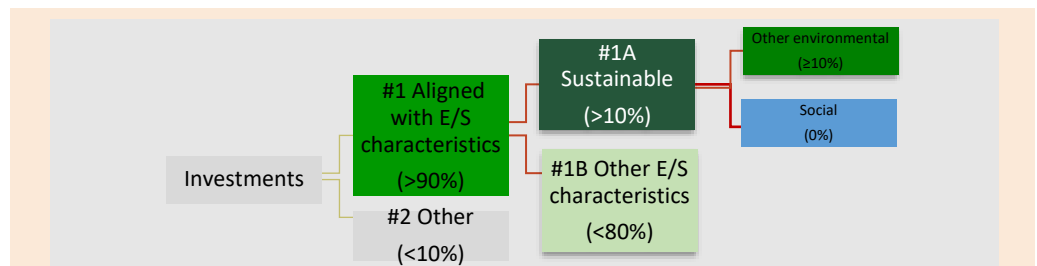 Investments
#1 Aligned
with E/S
characteristics
(>90%)
#2 Other
(<10%)
#1A
Sustainable
(>10%)
#1B Other E/S
characteristics
(<80%)
Other environmental
(≥10%)
Social
(0%)